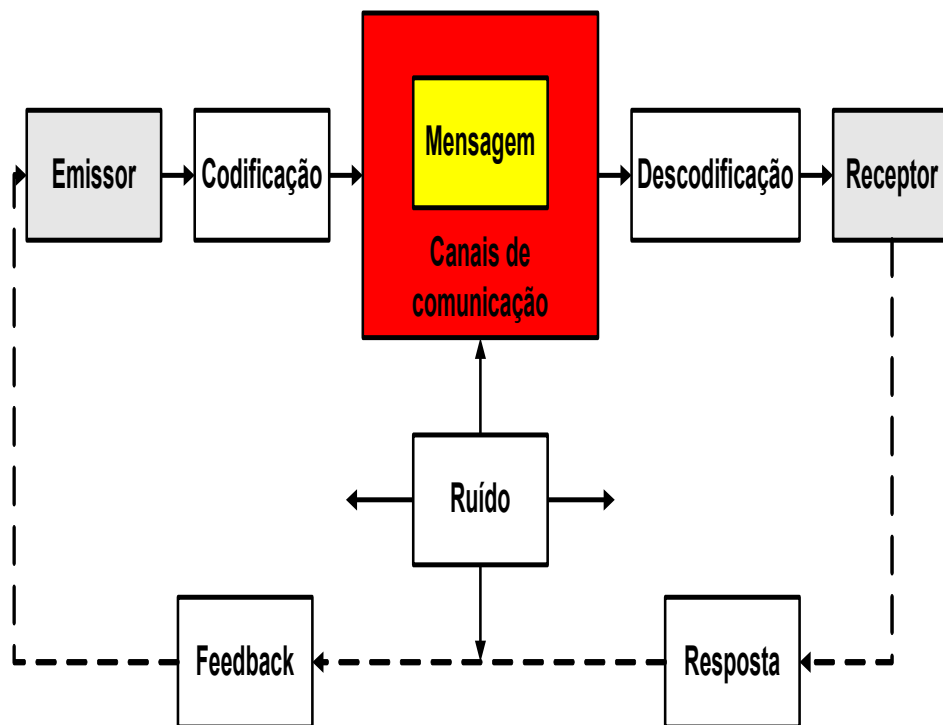 Emissor
Codificação
Mensagem
Canais de
comunicação
Descodificação
Receptor
Ruído
Feedback
Resposta